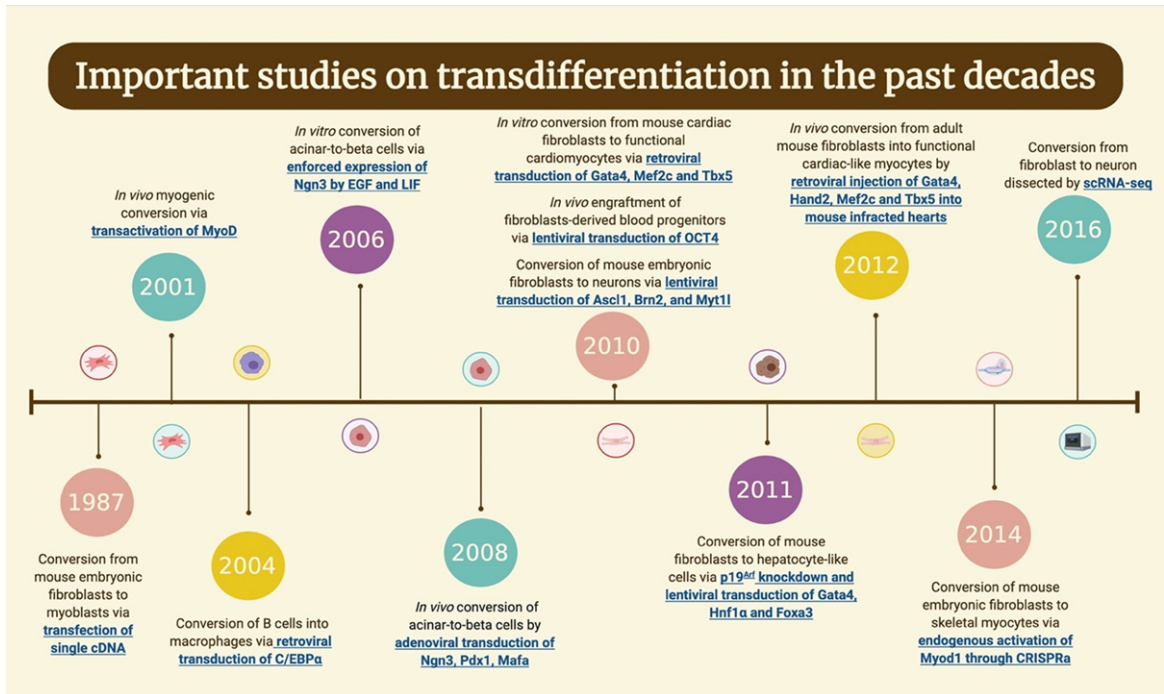 Important studies on transdifferentiation in the past decades
In vivo myogenic
conversion via
transactivation of MyoD
2001
In vitro conversion of
acinar-to-beta cells via
enforced expression of
Ngn3 by EGF and LIF
2006
In vitro conversion from mouse cardiac
fibroblasts to functional
cardiomyocytes via retroviral
transduction of Gata4, Mef2c and Tbx5
In vivo engraftment of
fibroblasts-derived blood progenitors
via lentiviral transduction of OCT4
Conversion of mouse embryonic
fibroblasts to neurons via lentiviral
transduction of Ascl1, Brn2, and Myt1l
2010
In vivo conversion from adult
mouse fibroblasts into functional
cardiac-like myocytes by
retroviral injection of Gata4,
Hand2, Mef2c and Tbx5 into
mouse infracted hearts
2012
Conversion from
fibroblast to neuron
dissected by scRNA-seq
2016
1987
Conversion from
mouse embryonic
fibroblasts to
myoblasts via
transfection of
single cDNA
2004
Conversion of B cells into
macrophages via retroviral
transduction of C/EBPα
2008
In vivo conversion of
acinar-to-beta cells by
adenoviral transduction of
Ngn3, Pdx1, Mafa
2011
Conversion of mouse
fibroblasts to hepatocyte-like
cells via p19Arf knockdown and
lentiviral transduction of Gata4,
Hnf1α and Foxa3
2014
Conversion of mouse
embryonic fibroblasts to
skeletal myocytes via
endogenous activation of
Myod1 through CRISPRa